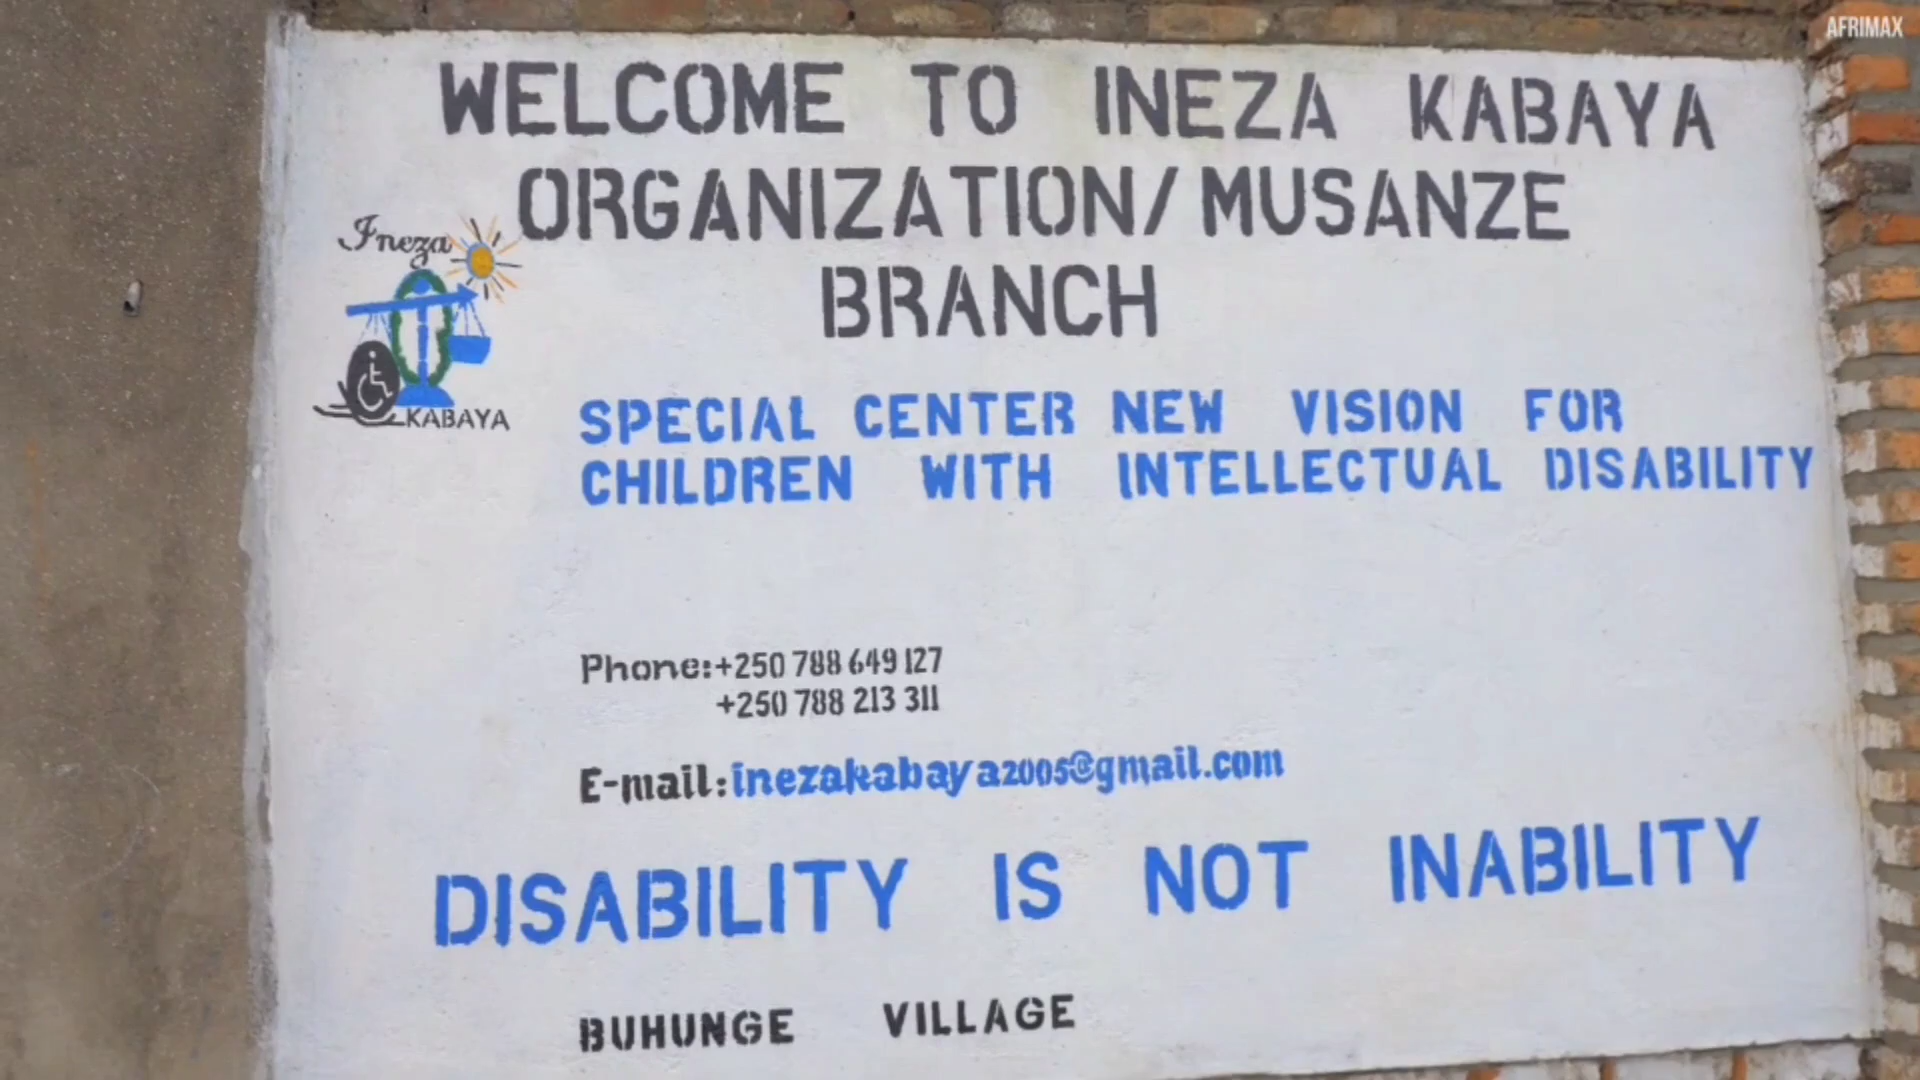 AFRIMAX
WELCOME TO INEZA KABAYA
ORGANIZATION/MUSANZE
BRANCH
Ineza
KABAYA
SPECIAL CENTER NEW VISION FOR
CHILDREN WITH INTELLECTUAL DISABILITY
Phone:+250 788 649 127
+250 788 213 311
E-mail:inezakabaya2005@gmail.com
DISABILITY IS NOT INABILITY
BUHUNGE VILLAGE